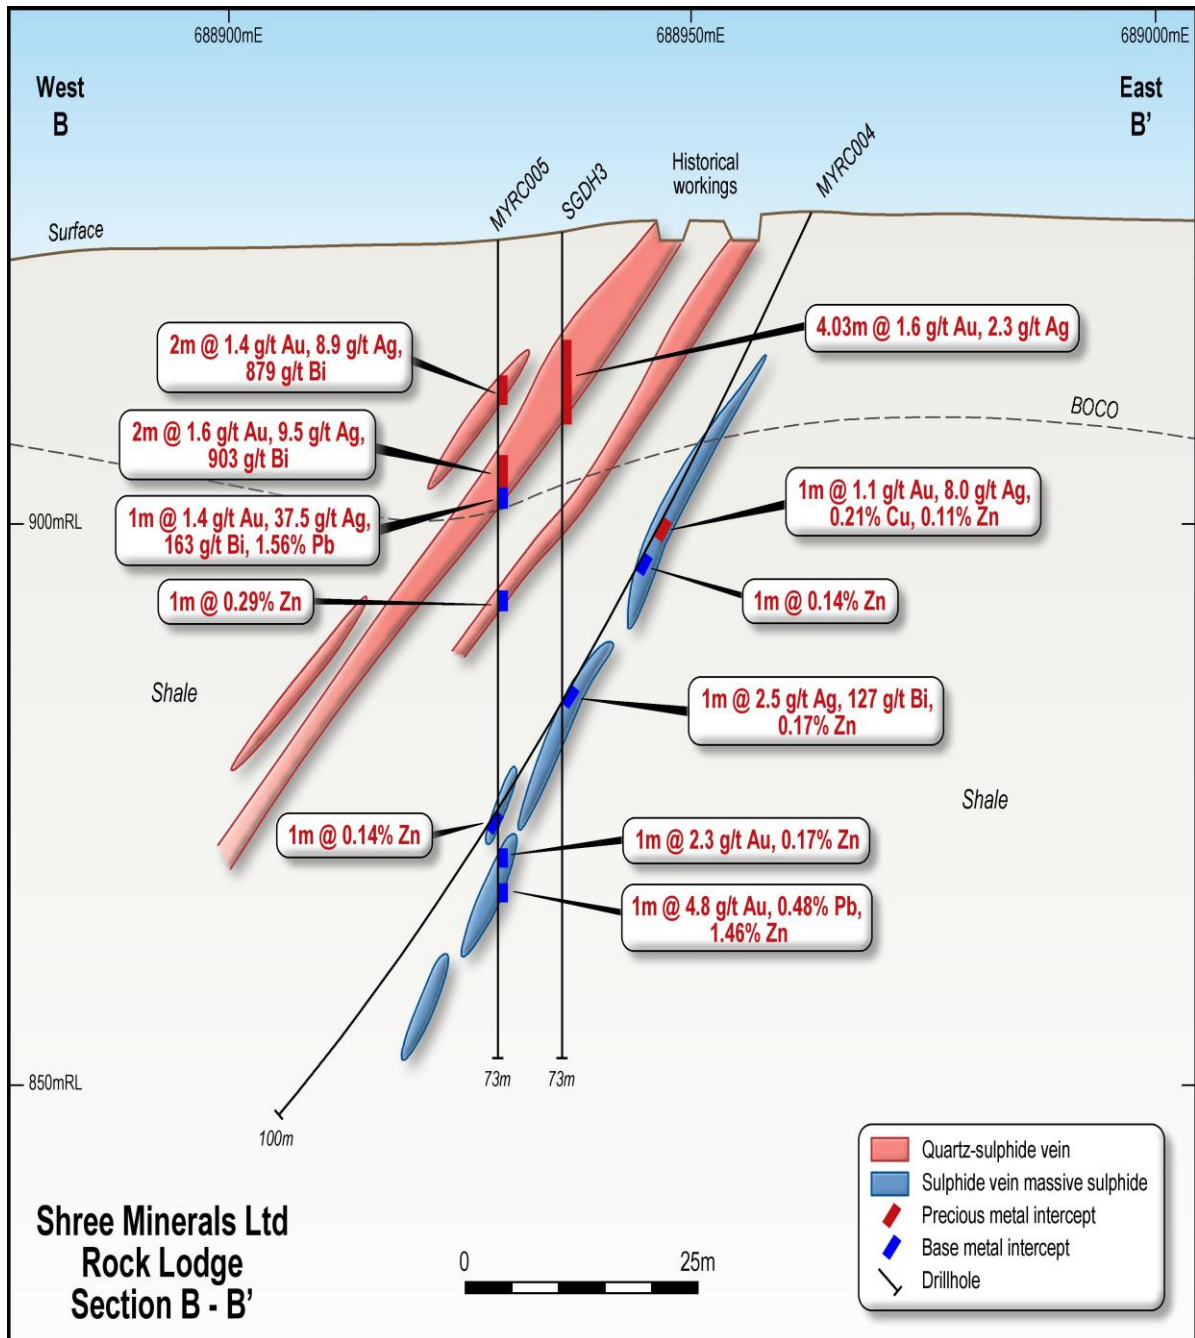 688900mE
688950mE
689000mE
West
B
East
B'
MYRC005
SGDH3
Historical
workings
MYRC004
Surface
4.03m @ 1.6 g/t Au, 2.3 g/t Ag
2m @ 1.4 g/t Au, 8.9 g/t Ag,
879 g/t Bi
BOCO
2m @ 1.6 g/t Au, 9.5 g/t Ag,
903 g/t Bi
1m @ 1.1 g/t Au, 8.0 g/t Ag,
0.21% Cu, 0.11% Zn
900mRL
1m @ 1.4 g/t Au, 37.5 g/t Ag,
163 g/t Bi, 1.56% Pb
1m @ 0.29% Zn
1m @ 0.14% Zn
Shale
1m @ 2.5 g/t Ag, 127 g/t Bi,
0.17% Zn
Shale
1m @ 0.14% Zn
1m @ 2.3 g/t Au, 0.17% Zn
1m @ 4.8 g/t Au, 0.48% Pb,
1.46% Zn
850mRL
73m
73m
100m
Quartz-sulphide vein
Sulphide vein massive sulphide
Precious metal intercept
Base metal intercept
Drillhole
Shree Minerals Ltd
Rock Lodge
Section B - B'
0
25m